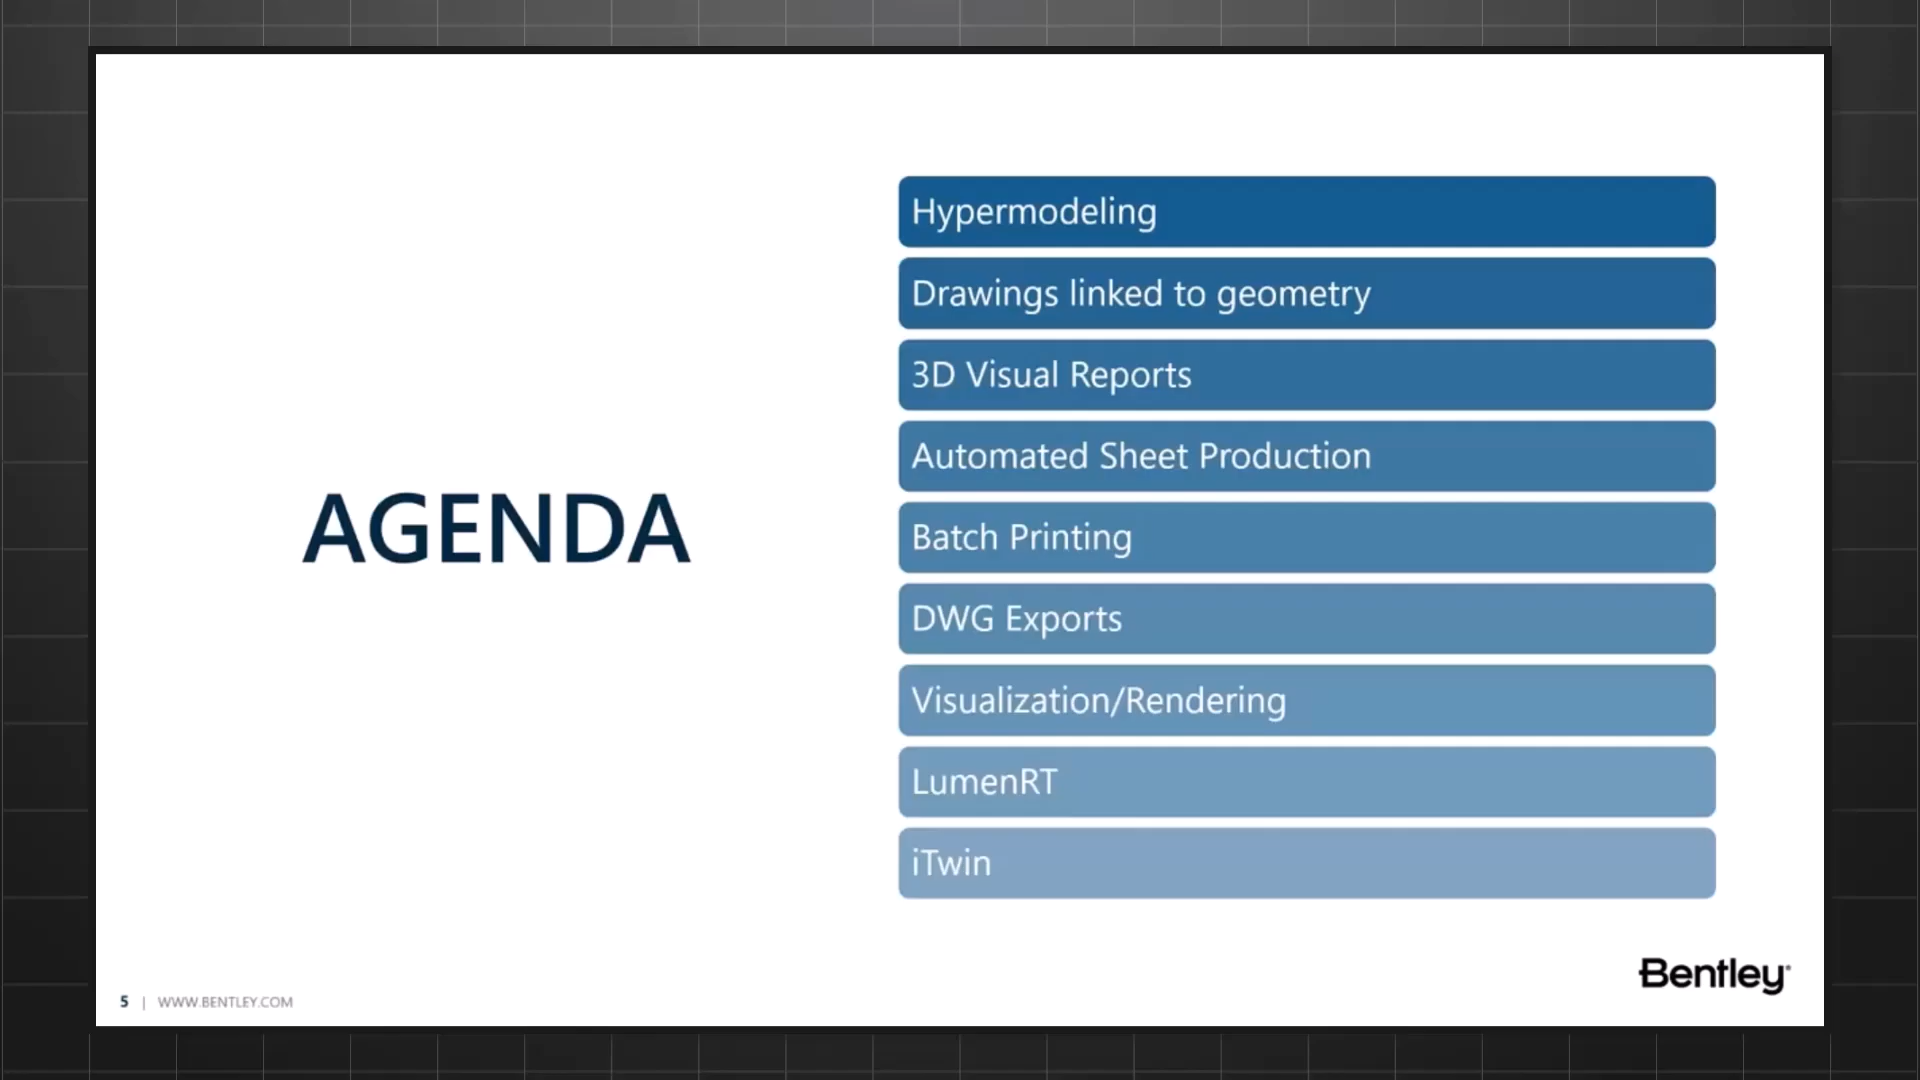 AGENDA
Hypermodeling
Drawings linked to geometry
3D Visual Reports
Automated Sheet Production
Batch Printing
DWG Exports
Visualization/Rendering
LumenRT
iTwin
5 | WWW.BENTLEY.COM
Bentley®